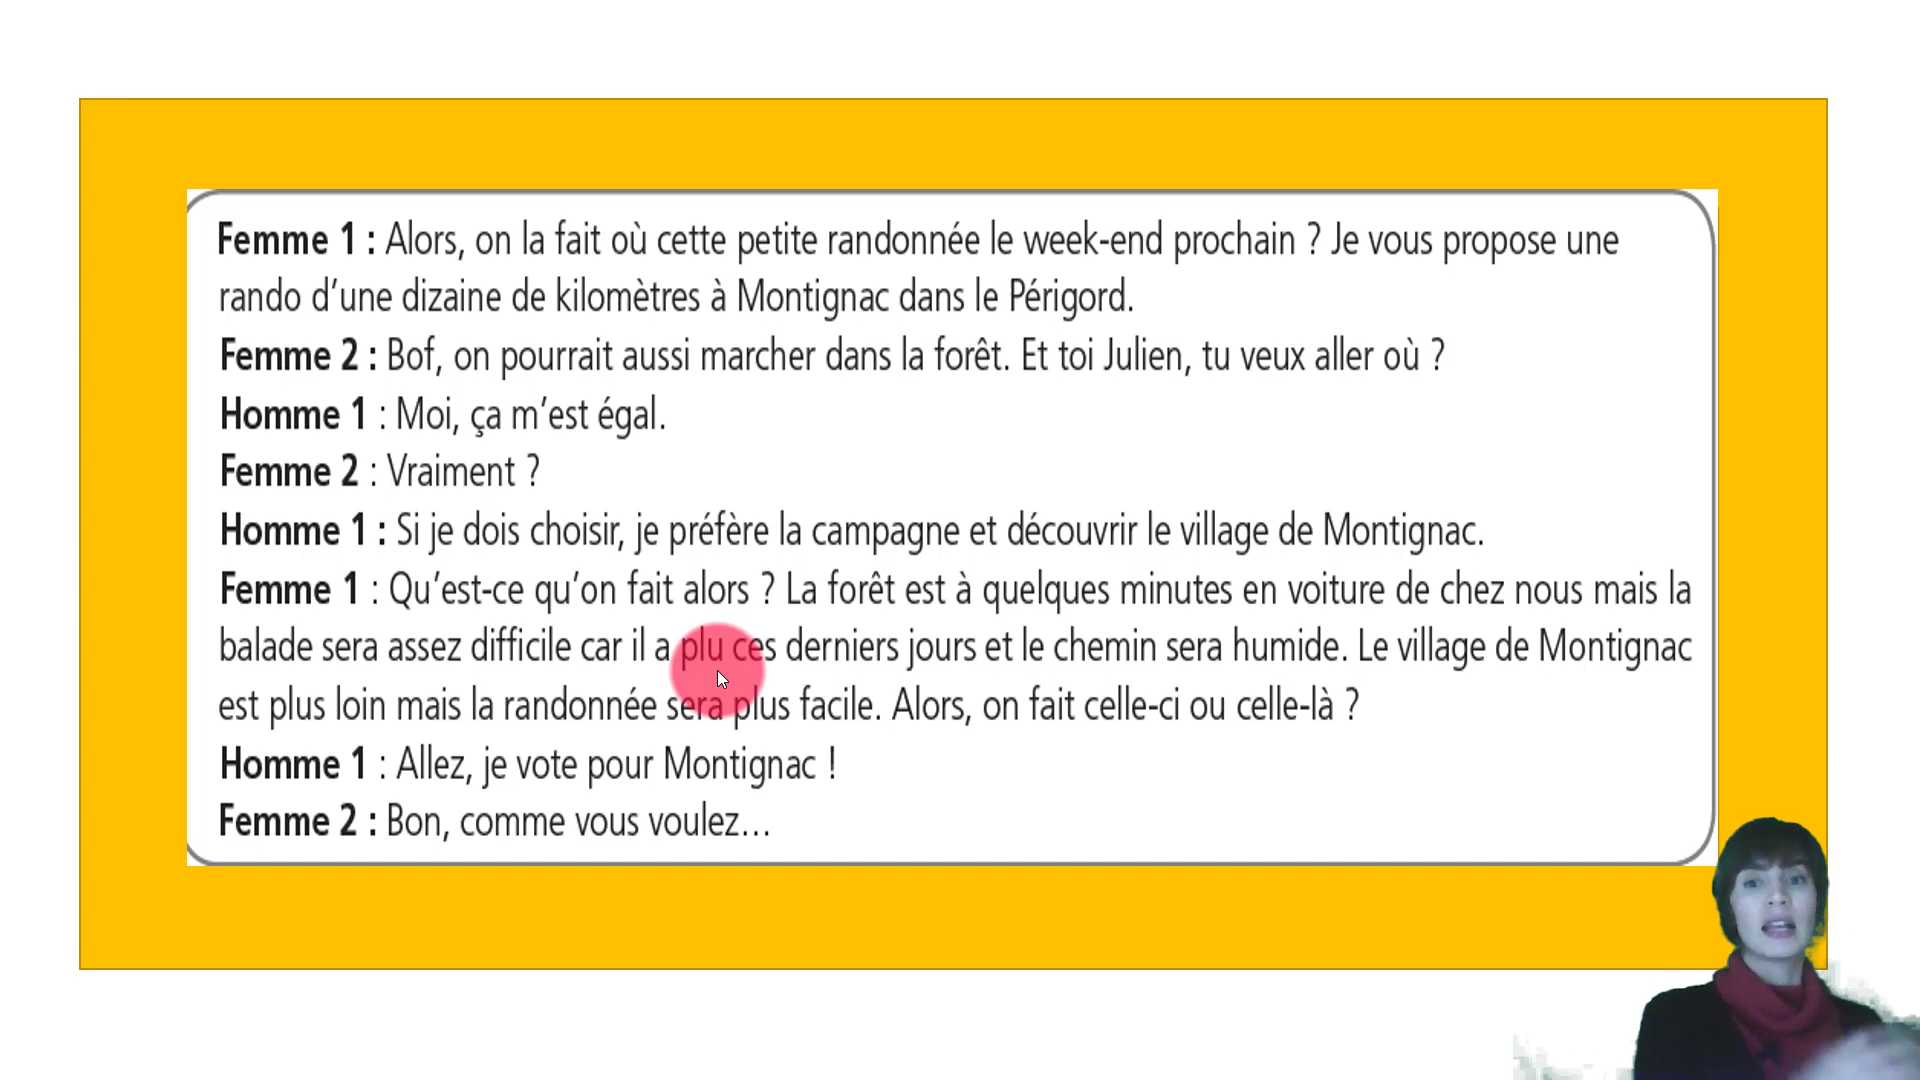 Femme 1 : Alors, on la fait où cette petite randonnée le week-end prochain ? Je vous propose une
rando d’une dizaine de kilomètres à Montignac dans le Périgord.
Femme 2 : Bof, on pourrait aussi marcher dans la forêt. Et toi Julien, tu veux aller où ?
Homme 1 : Moi, ça m’est égal.
Femme 2 : Vraiment ?
Homme 1 : Si je dois choisir, je préfère la campagne et découvrir le village de Montignac.
Femme 1 : Qu’est-ce qu’on fait alors ? La forêt est à quelques minutes en voiture de chez nous mais la
balade sera assez difficile car il a plu ces derniers jours et le chemin sera humide. Le village de Montignac
est plus loin mais la randonnée sera plus facile. Alors, on fait celle-ci ou celle-là ?
Homme 1 : Allez, je vote pour Montignac !
Femme 2 : Bon, comme vous voulez…